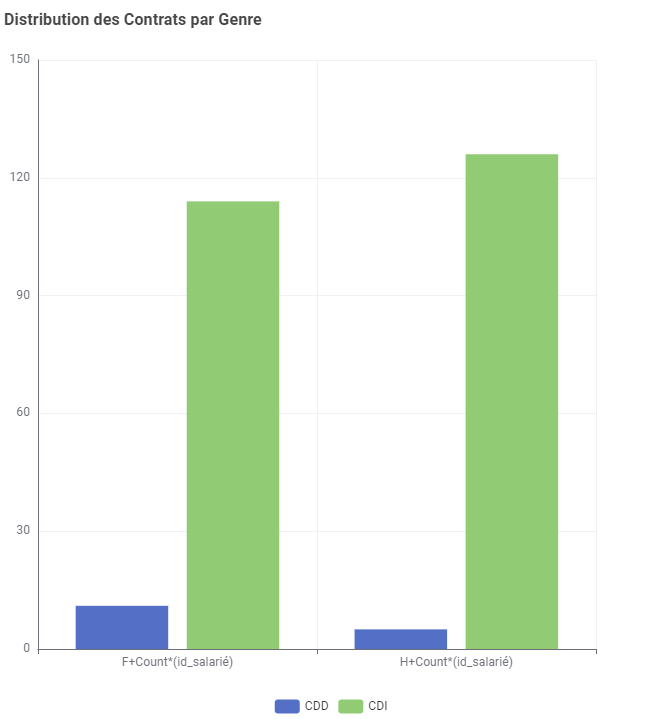 Distribution des Contrats par Genre
150
120
90
60
30
0
F+Count*(id_salarié)
H+Count*(id_salarié)
CDD
CDI